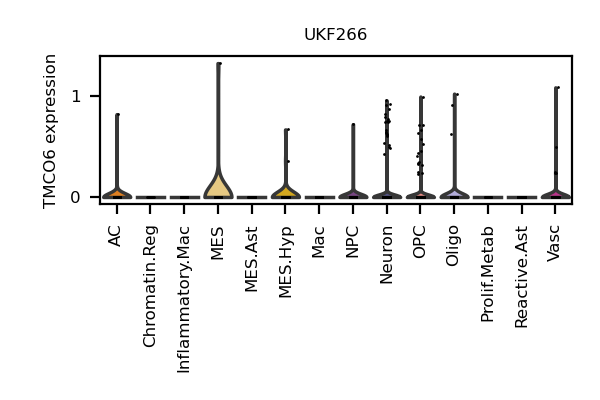 UKF266
TMCO6 expression
1
0
AC
Chromatin.Reg
Inflammatory.Mac
MES
MES.Ast
MES.Hyp
Mac
NPC
Neuron
OPC
Oligo
Prolif.Metab
Reactive.Ast
Vasc